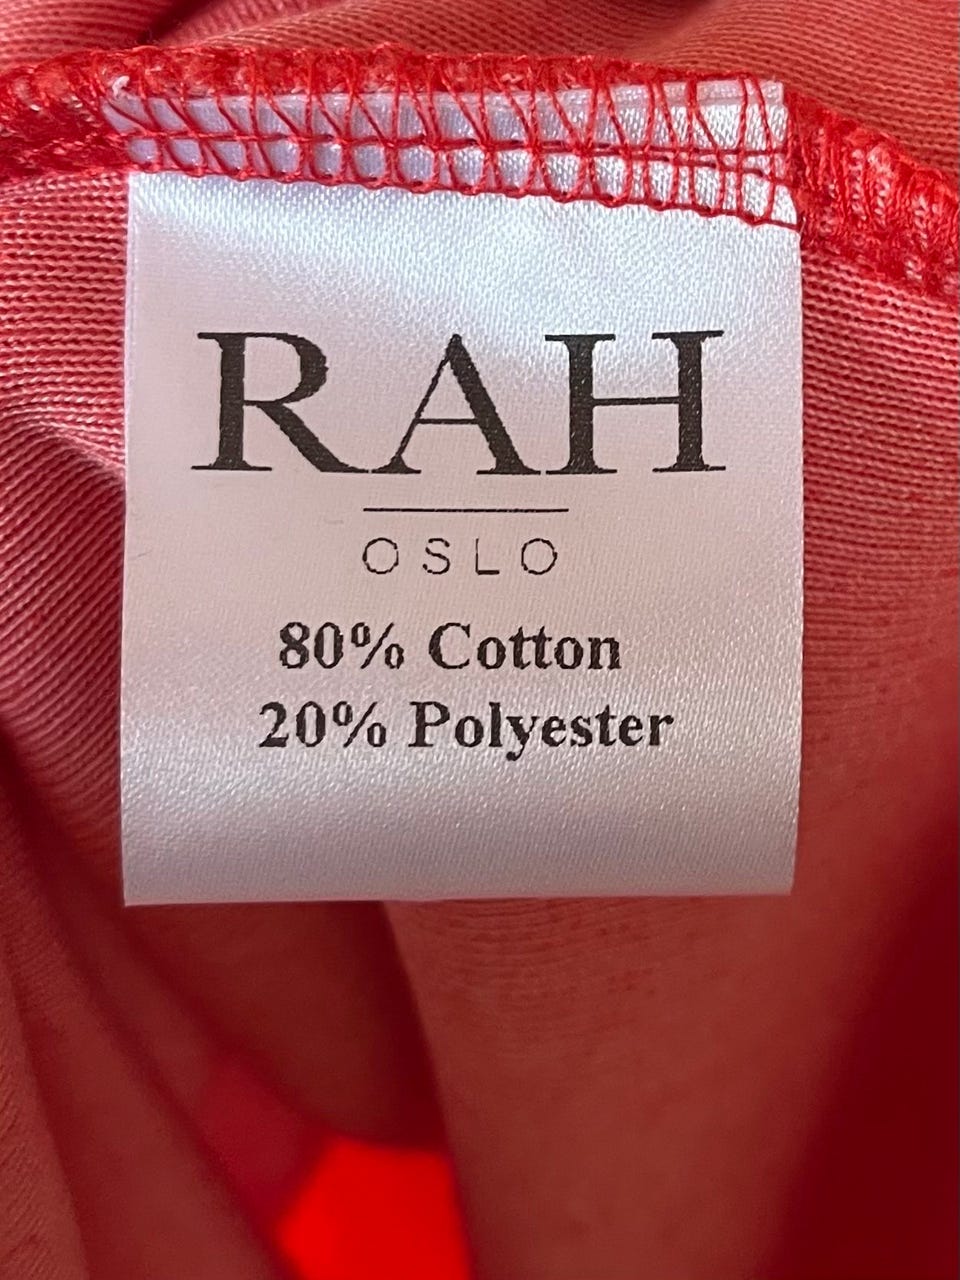 RAH
OSLO
80% Cotton
20% Polyester